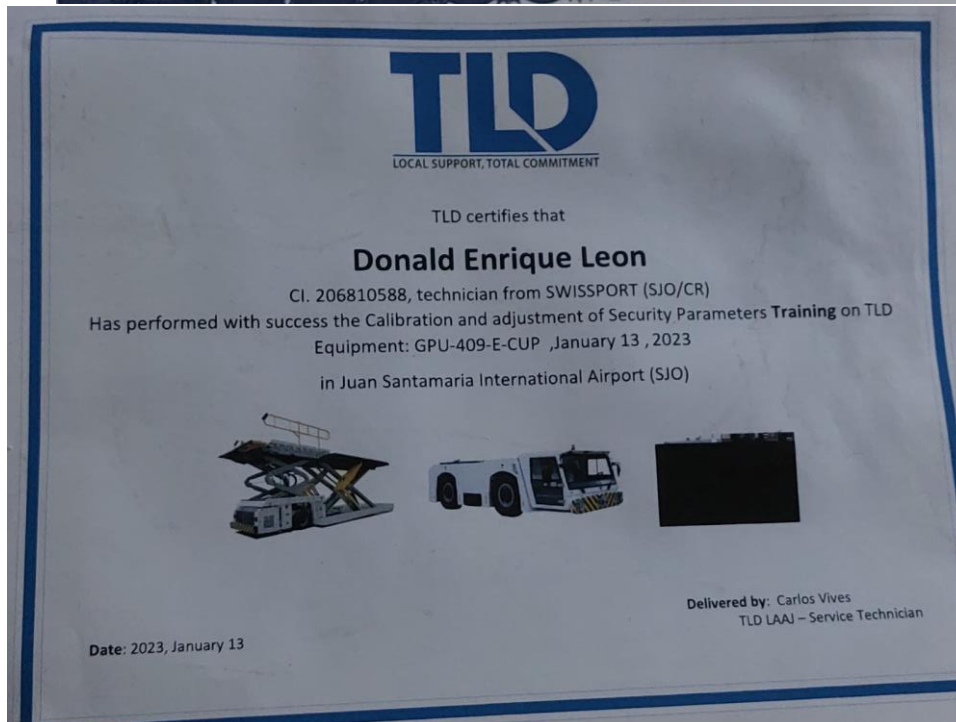 TLD
LOCAL SUPPORT, TOTAL COMMITMENT
TLD certifies that
Donald Enrique Leon
CI. 206810588, technician from SWISSPORT (SJO/CR)
Has performed with success the Calibration and adjustment of Security Parameters Training on TLD
Equipment: GPU-409-E-CUP ,January 13 , 2023
in Juan Santamaria International Airport (SJO)
Delivered by: Carlos Vives
TLD LAAJ – Service Technician
Date: 2023, January 13